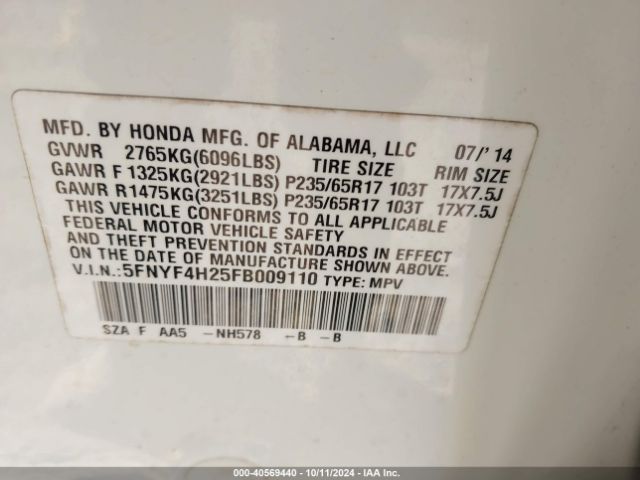 MFD. BY HONDA MFG. OF ALABAMA, LLC 07/' 14
GVWR 2765KG(6096LBS) TIRE SIZE RIM SIZE
GAWR F 1325KG(2921LBS) P235/65R17 103T 17X7.5J
GAWR R1475KG(3251LBS) P235/65R17 103T 17X7.5J
THIS VEHICLE CONFORMS TO ALL APPLICABLE
FEDERAL MOTOR VEHICLE SAFETY
AND THEFT PREVENTION STANDARDS IN EFFECT
ON THE DATE OF MANUFACTURE SHOWN ABOVE.
V.I.N.:5FNYF4H25FB009110 TYPE: MPV
SZA F AA5 -NH578 -B -B
000-40569440 - 10/11/2024 - IAA Inc.